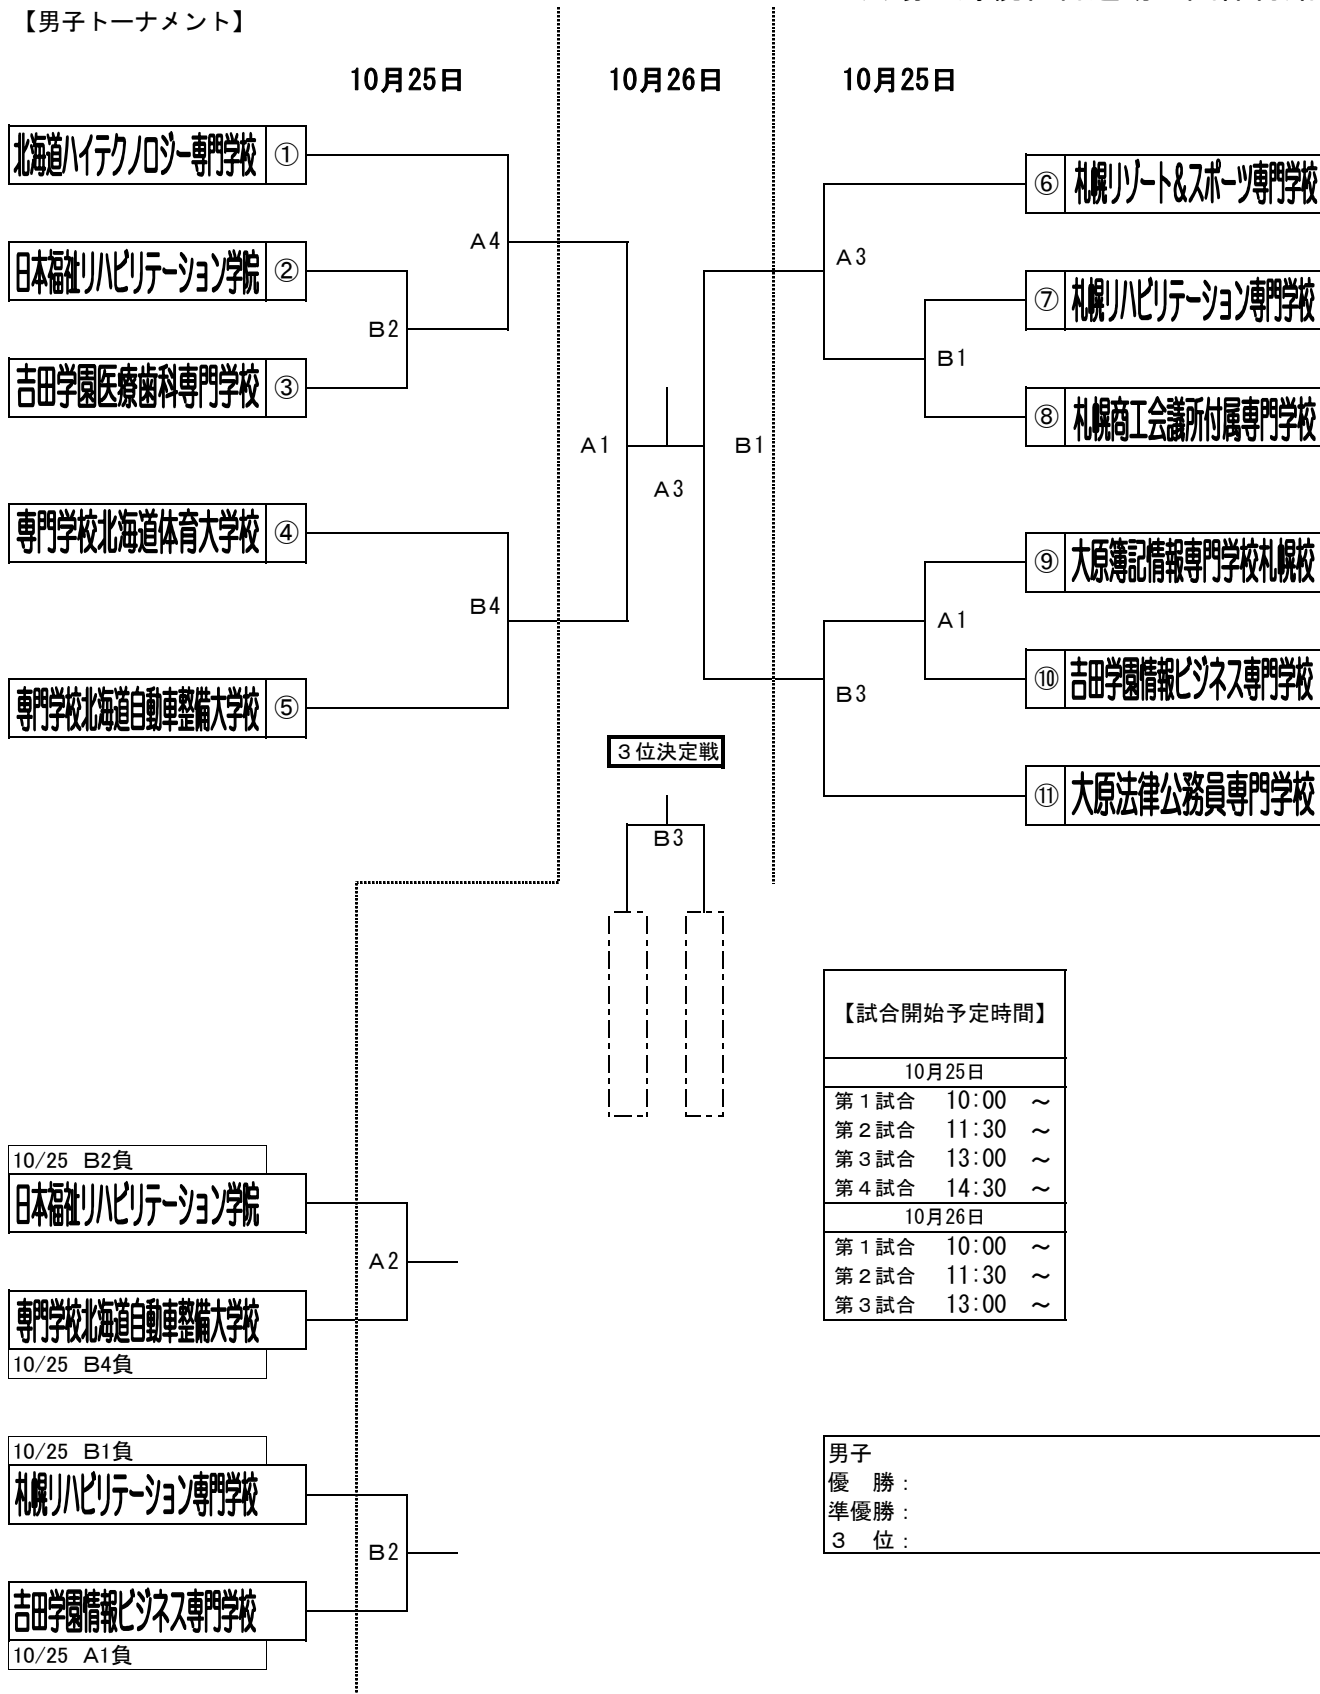 【男子トーナメント】
10月25日
10月26日
10月25日
北海道ハイテクノロジー専門学校 ①
日本福祉リハビリテーション学院 ②
吉田学園医療歯科専門学校 ③
専門学校北海道体育大学校 ④
専門学校北海道自動車整備大学校 ⑤
A4
B2
B4
A1
A3
B1
⑥ 札幌リゾート&スポーツ専門学校
⑦ 札幌リハビリテーション専門学校
⑧ 札幌商工会議所付属専門学校
⑨ 大原簿記情報専門学校札幌校
⑩ 吉田学園情報ビジネス専門学校
⑪ 大原法律公務員専門学校
A3
B1
A1
B3
3位決定戦
B3
【試合開始予定時間】
10月25日
第1試合 10:00 ～
第2試合 11:30 ～
第3試合 13:00 ～
第4試合 14:30 ～
10月26日
第1試合 10:00 ～
第2試合 11:30 ～
第3試合 13:00 ～
10/25 B2負
日本福祉リハビリテーション学院
A2
専門学校北海道自動車整備大学校
10/25 B4負
10/25 B1負
札幌リハビリテーション専門学校
B2
吉田学園情報ビジネス専門学校
10/25 A1負
男子
優　勝：
準優勝：
3　位：